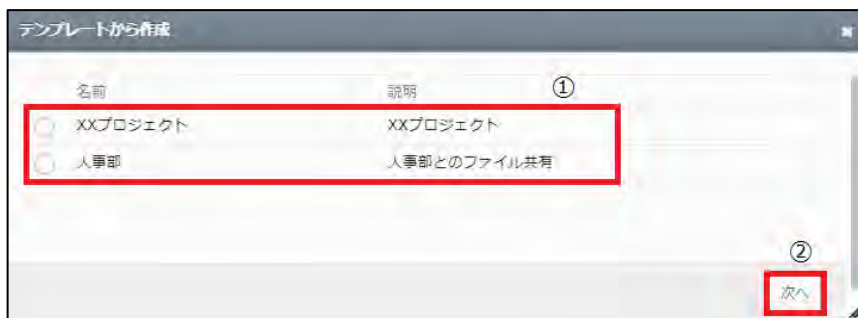 テンプレートから作成
名前 説明 ①
XXプロジェクト XXプロジェクト
人事部 人事部とのファイル共有
②
次へ